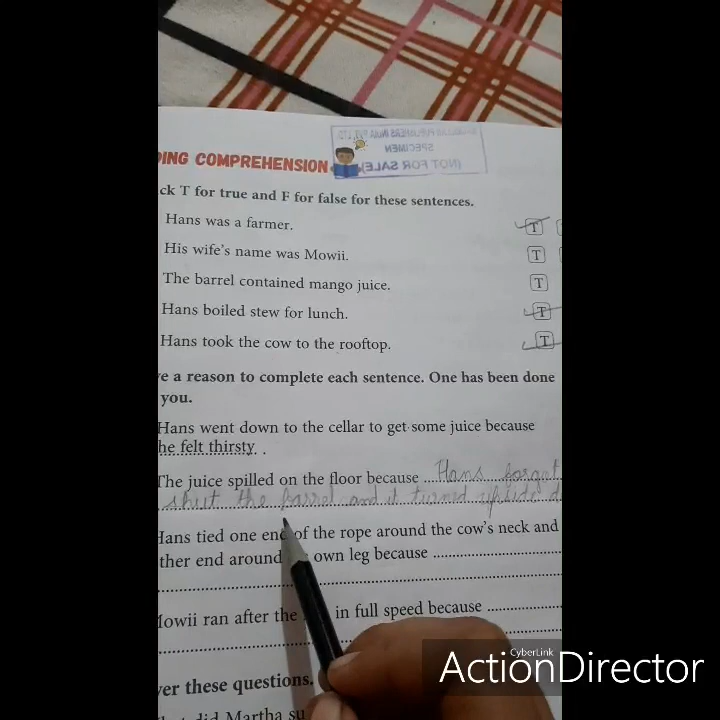 DING COMPREHENSION
SPECIMEN
(NOT FOR SALE)
ck T for true and F for false for these sentences.
Hans was a farmer. T
His wife's name was Mowii. T
The barrel contained mango juice. T
Hans boiled stew for lunch. T
Hans took the cow to the rooftop. T
e a reason to complete each sentence. One has been done
you.
Hans went down to the cellar to get some juice because
he felt thirsty.
The juice spilled on the floor because Hans forget
shut the barrel and it turned upside d
Hans tied one end of the rope around the cow's neck and
ther end around own leg because
Mowii ran after the in full speed because
er these questions.
did Martha su
CyberLink
ActionDirector